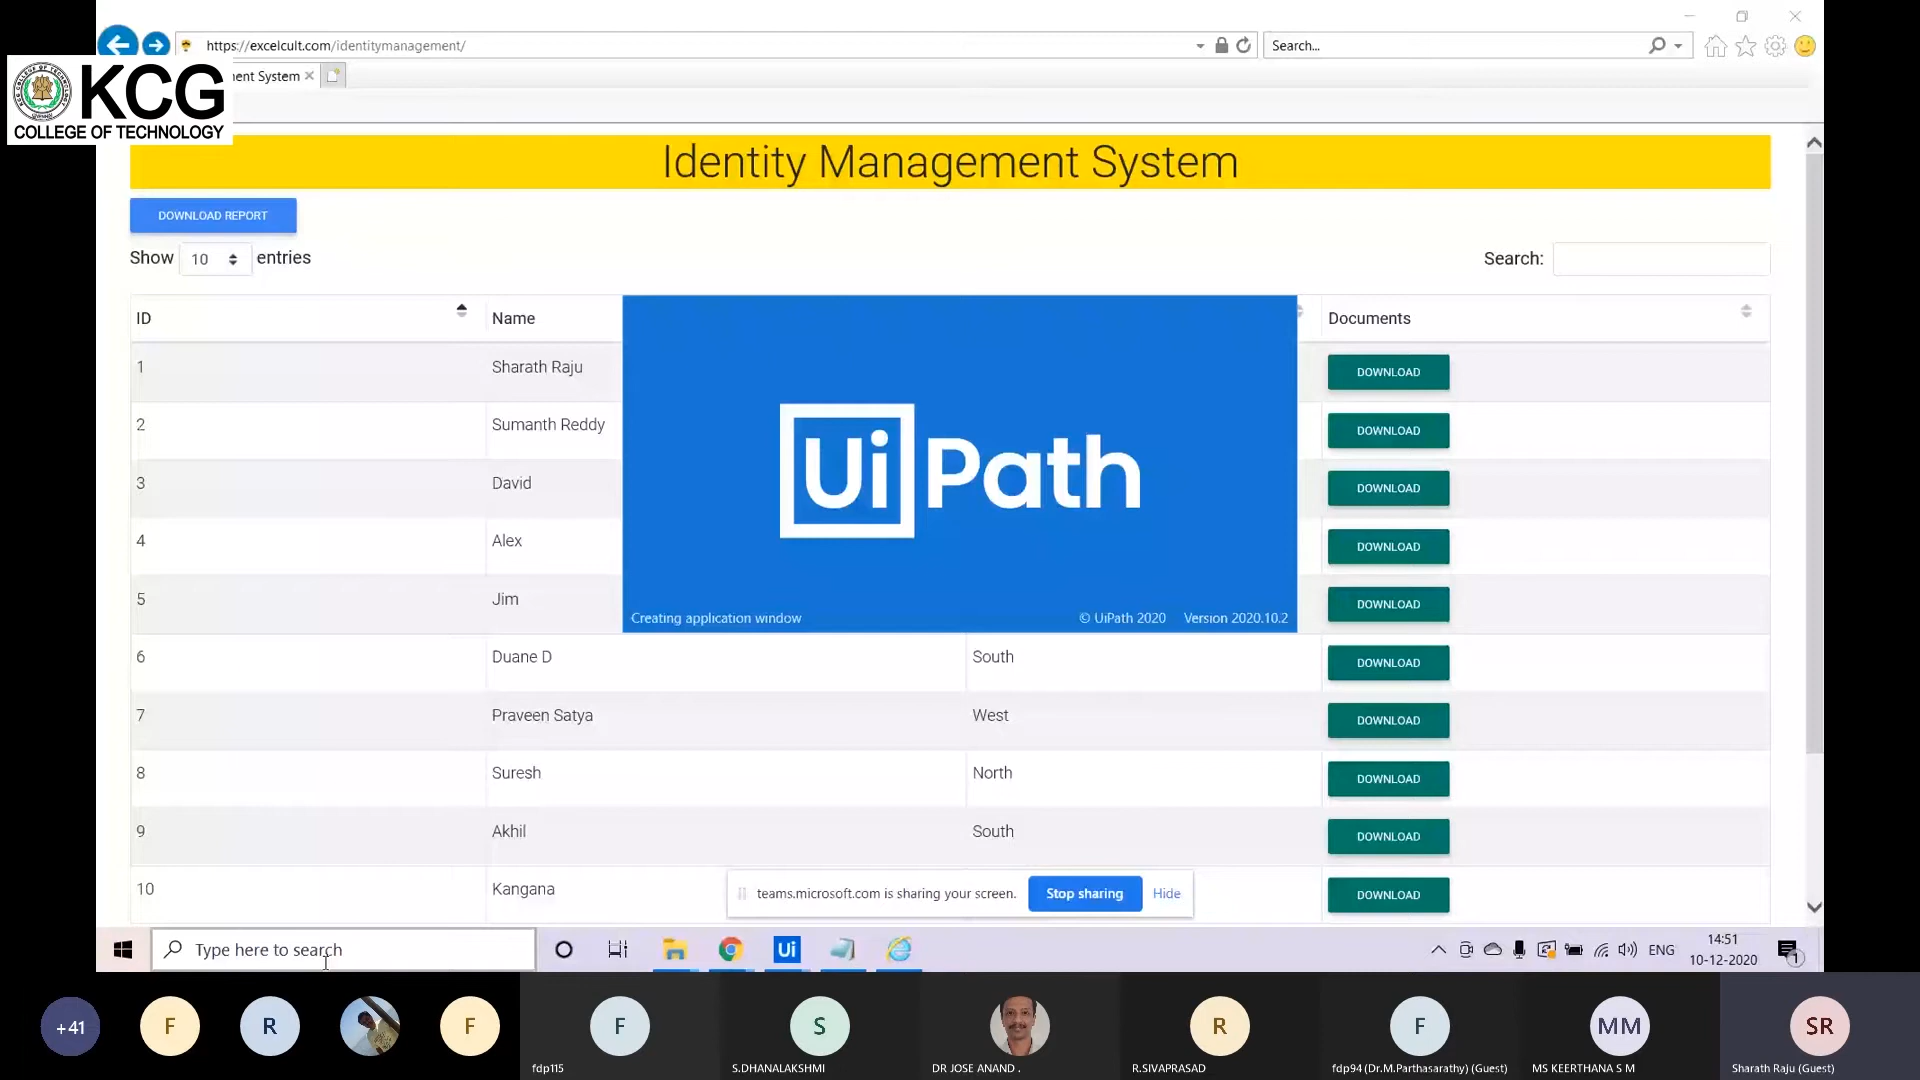 https://excelcult.com/identitymanagement/
Search...
KCG
COLLEGE OF TECHNOLOGY
nent System
Identity Management System
DOWNLOAD REPORT
Show 10 entries
Search:
ID Name Documents
1 Sharath Raju DOWNLOAD
2 Sumanth Reddy DOWNLOAD
3 David DOWNLOAD
4 Alex DOWNLOAD
5 Jim DOWNLOAD
UiPath
Creating application window © UiPath 2020 Version 2020.10.2
6 Duane D South DOWNLOAD
7 Praveen Satya West DOWNLOAD
8 Suresh North DOWNLOAD
9 Akhil South DOWNLOAD
10 Kangana DOWNLOAD
teams.microsoft.com is sharing your screen. Stop sharing Hide
Type here to search
Ui
ENG
14:51
10-12-2020
1
+41 F R F F S R F MM SR
fdp115 S.DHANALAKSHMI DR JOSE ANAND . R.SIVAPRASAD fdp94 (Dr.M.Parthasarathy) (Guest) MS KEERTHANA S M Sharath Raju (Guest)